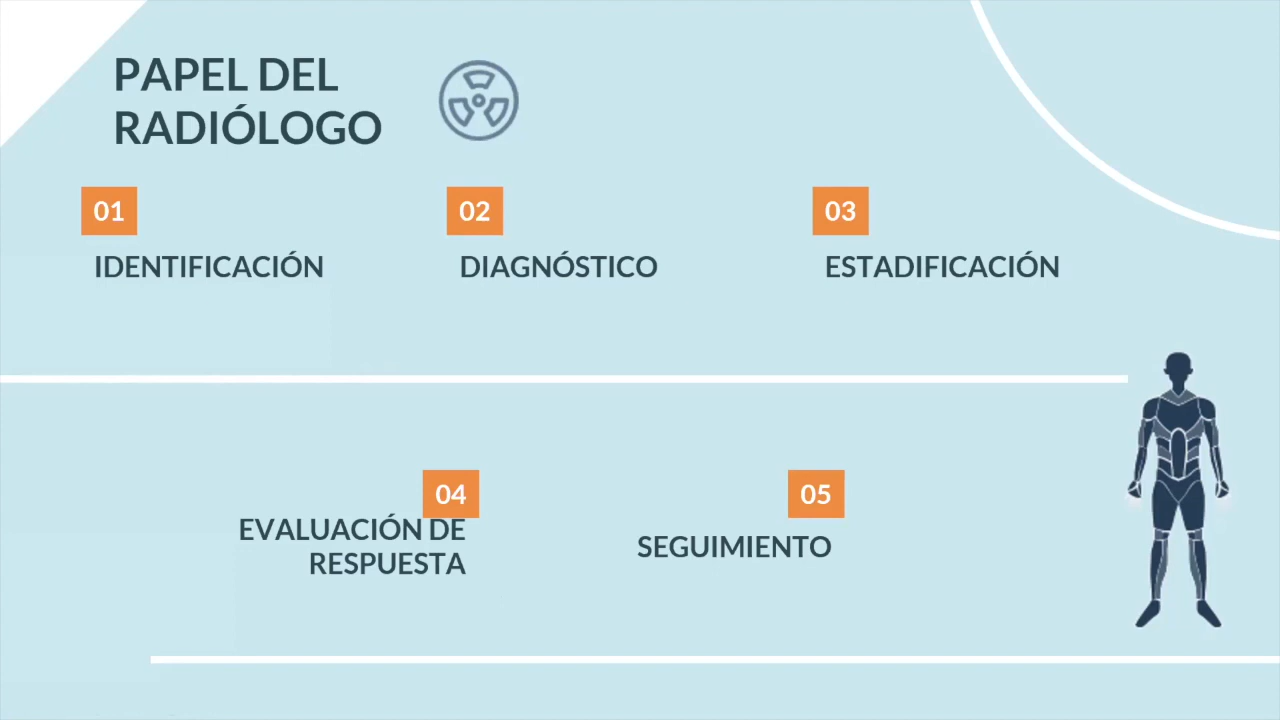 PAPEL DEL
RADIÓLOGO
01
IDENTIFICACIÓN
02
DIAGNÓSTICO
03
ESTADIFICACIÓN
04
EVALUACIÓN DE
RESPUESTA
05
SEGUIMIENTO